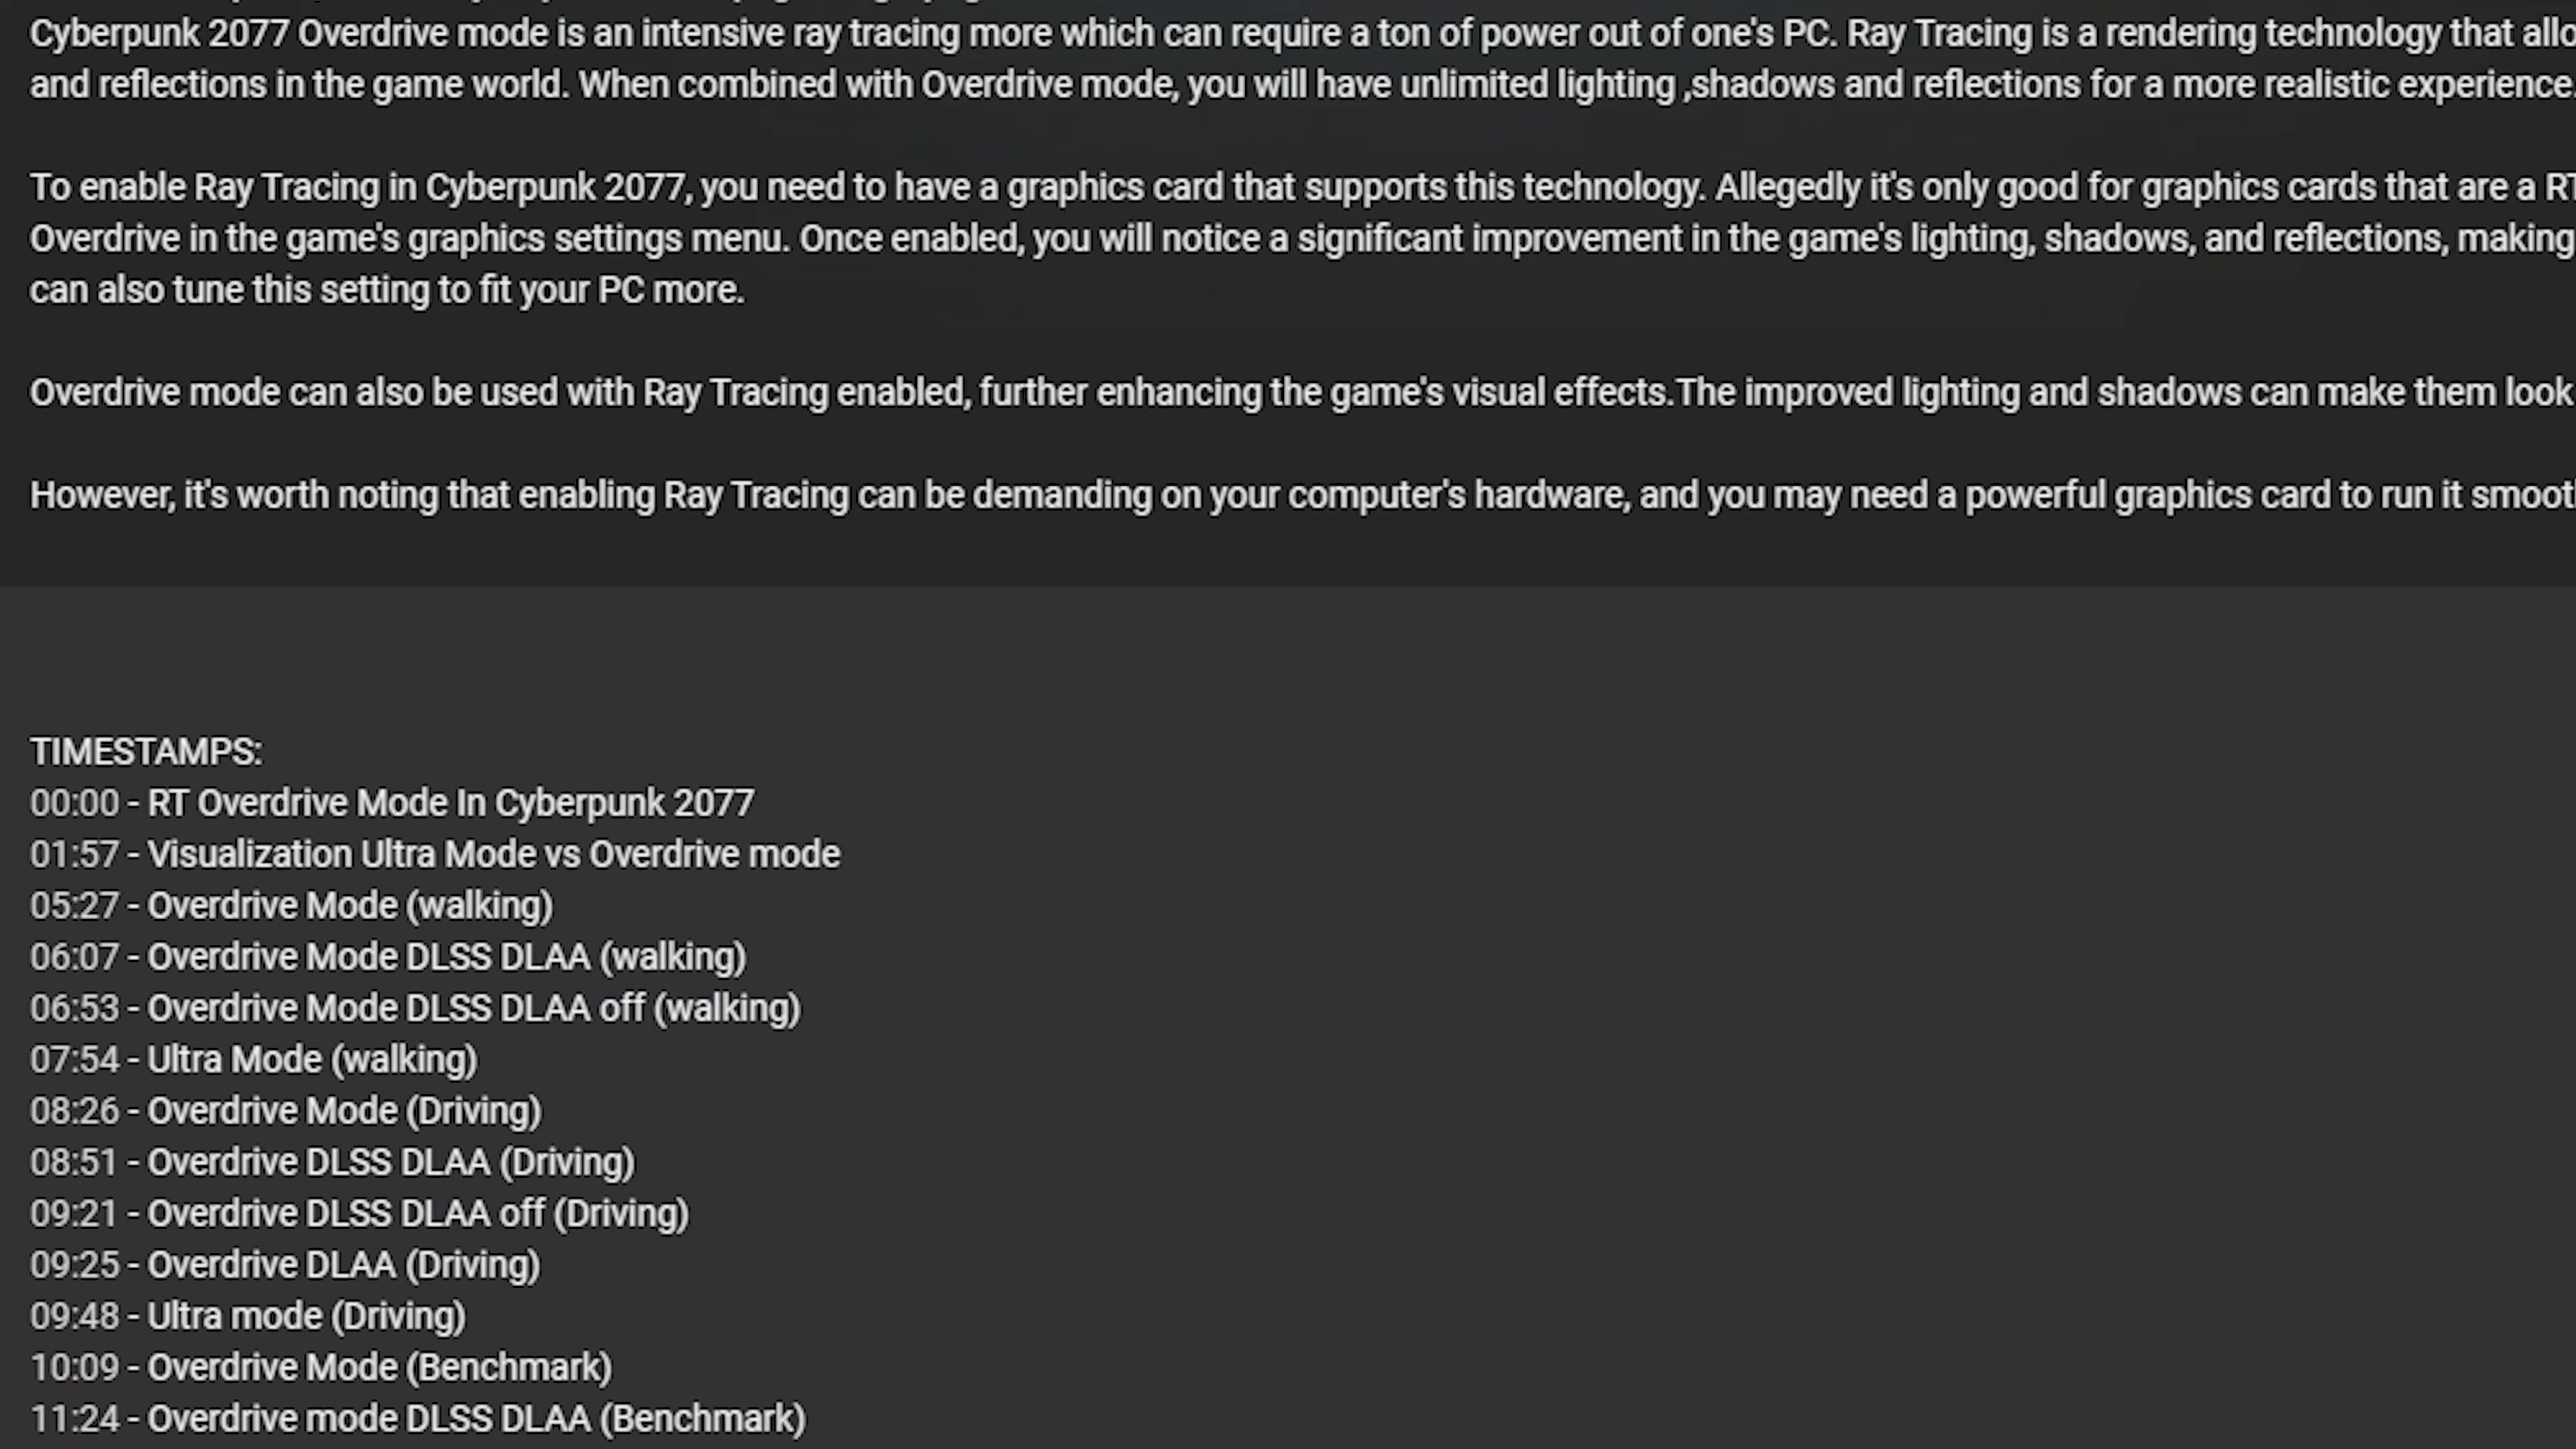 Cyberpunk 2077 Overdrive mode is an intensive ray tracing more which can require a ton of power out of one's PC. Ray Tracing is a rendering technology that
and reflections in the game world. When combined with Overdrive mode, you will have unlimited lighting ,shadows and reflections for a more realistic experience.
To enable Ray Tracing in Cyberpunk 2077, you need to have a graphics card that supports this technology. Allegedly it's only good for graphics cards that are a
Overdrive in the game's graphics settings menu. Once enabled, you will notice a significant improvement in the game's lighting, shadows, and reflections, making
can also tune this setting to fit your PC more.
Overdrive mode can also be used with Ray Tracing enabled, further enhancing the game's visual effects.The improved lighting and shadows can make them look
However, it's worth noting that enabling Ray Tracing can be demanding on your computer's hardware, and you may need a powerful graphics card to run it
TIMESTAMPS:
00:00 - RT Overdrive Mode In Cyberpunk 2077
01:57 - Visualization Ultra Mode vs Overdrive mode
05:27 - Overdrive Mode (walking)
06:07 - Overdrive Mode DLSS DLAA (walking)
06:53 - Overdrive Mode DLSS DLAA off (walking)
07:54 - Ultra Mode (walking)
08:26 - Overdrive Mode (Driving)
08:51 - Overdrive DLSS DLAA (Driving)
09:21 - Overdrive DLSS DLAA off (Driving)
09:25 - Overdrive DLAA (Driving)
09:48 - Ultra mode (Driving)
10:09 - Overdrive Mode (Benchmark)
11:24 - Overdrive mode DLSS DLAA (Benchmark)